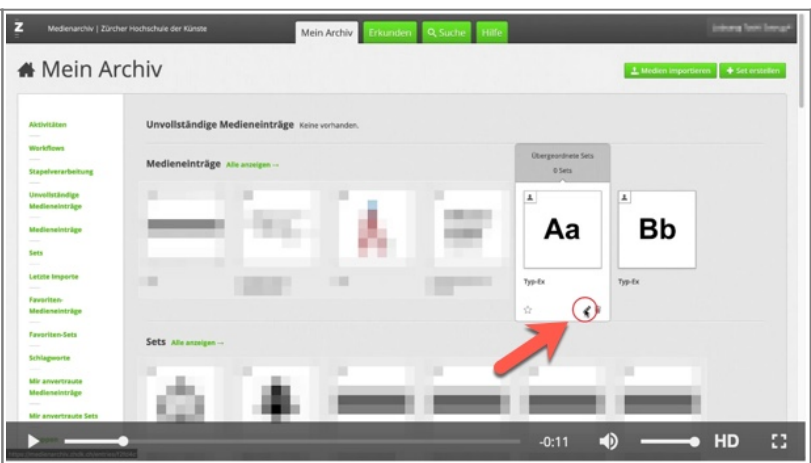 Z
Medienarchiv | Zürcher Hochschule der Künste
Mein Archiv
Erkunden
Suche
Hilfe
Mein Archiv
Medien importieren
Set erstellen
Aktivitäten
Workflows
Stapelverarbeitung
Unvollständige
Medieneinträge
Medieneinträge
Sets
Letzte Importe
Favoriten-
Medieneinträge
Favoriten-Sets
Schlagworte
Mir anvertraute
Medieneinträge
Mir anvertraute Sets
Unvollständige Medieneinträge Keine vorhanden.
Medieneinträge Alle anzeigen →
Übergeordnete Sets
0 Sets
Aa
Typ-Ex
Bb
Typ-Ex
Sets Alle anzeigen →
-0:11
HD